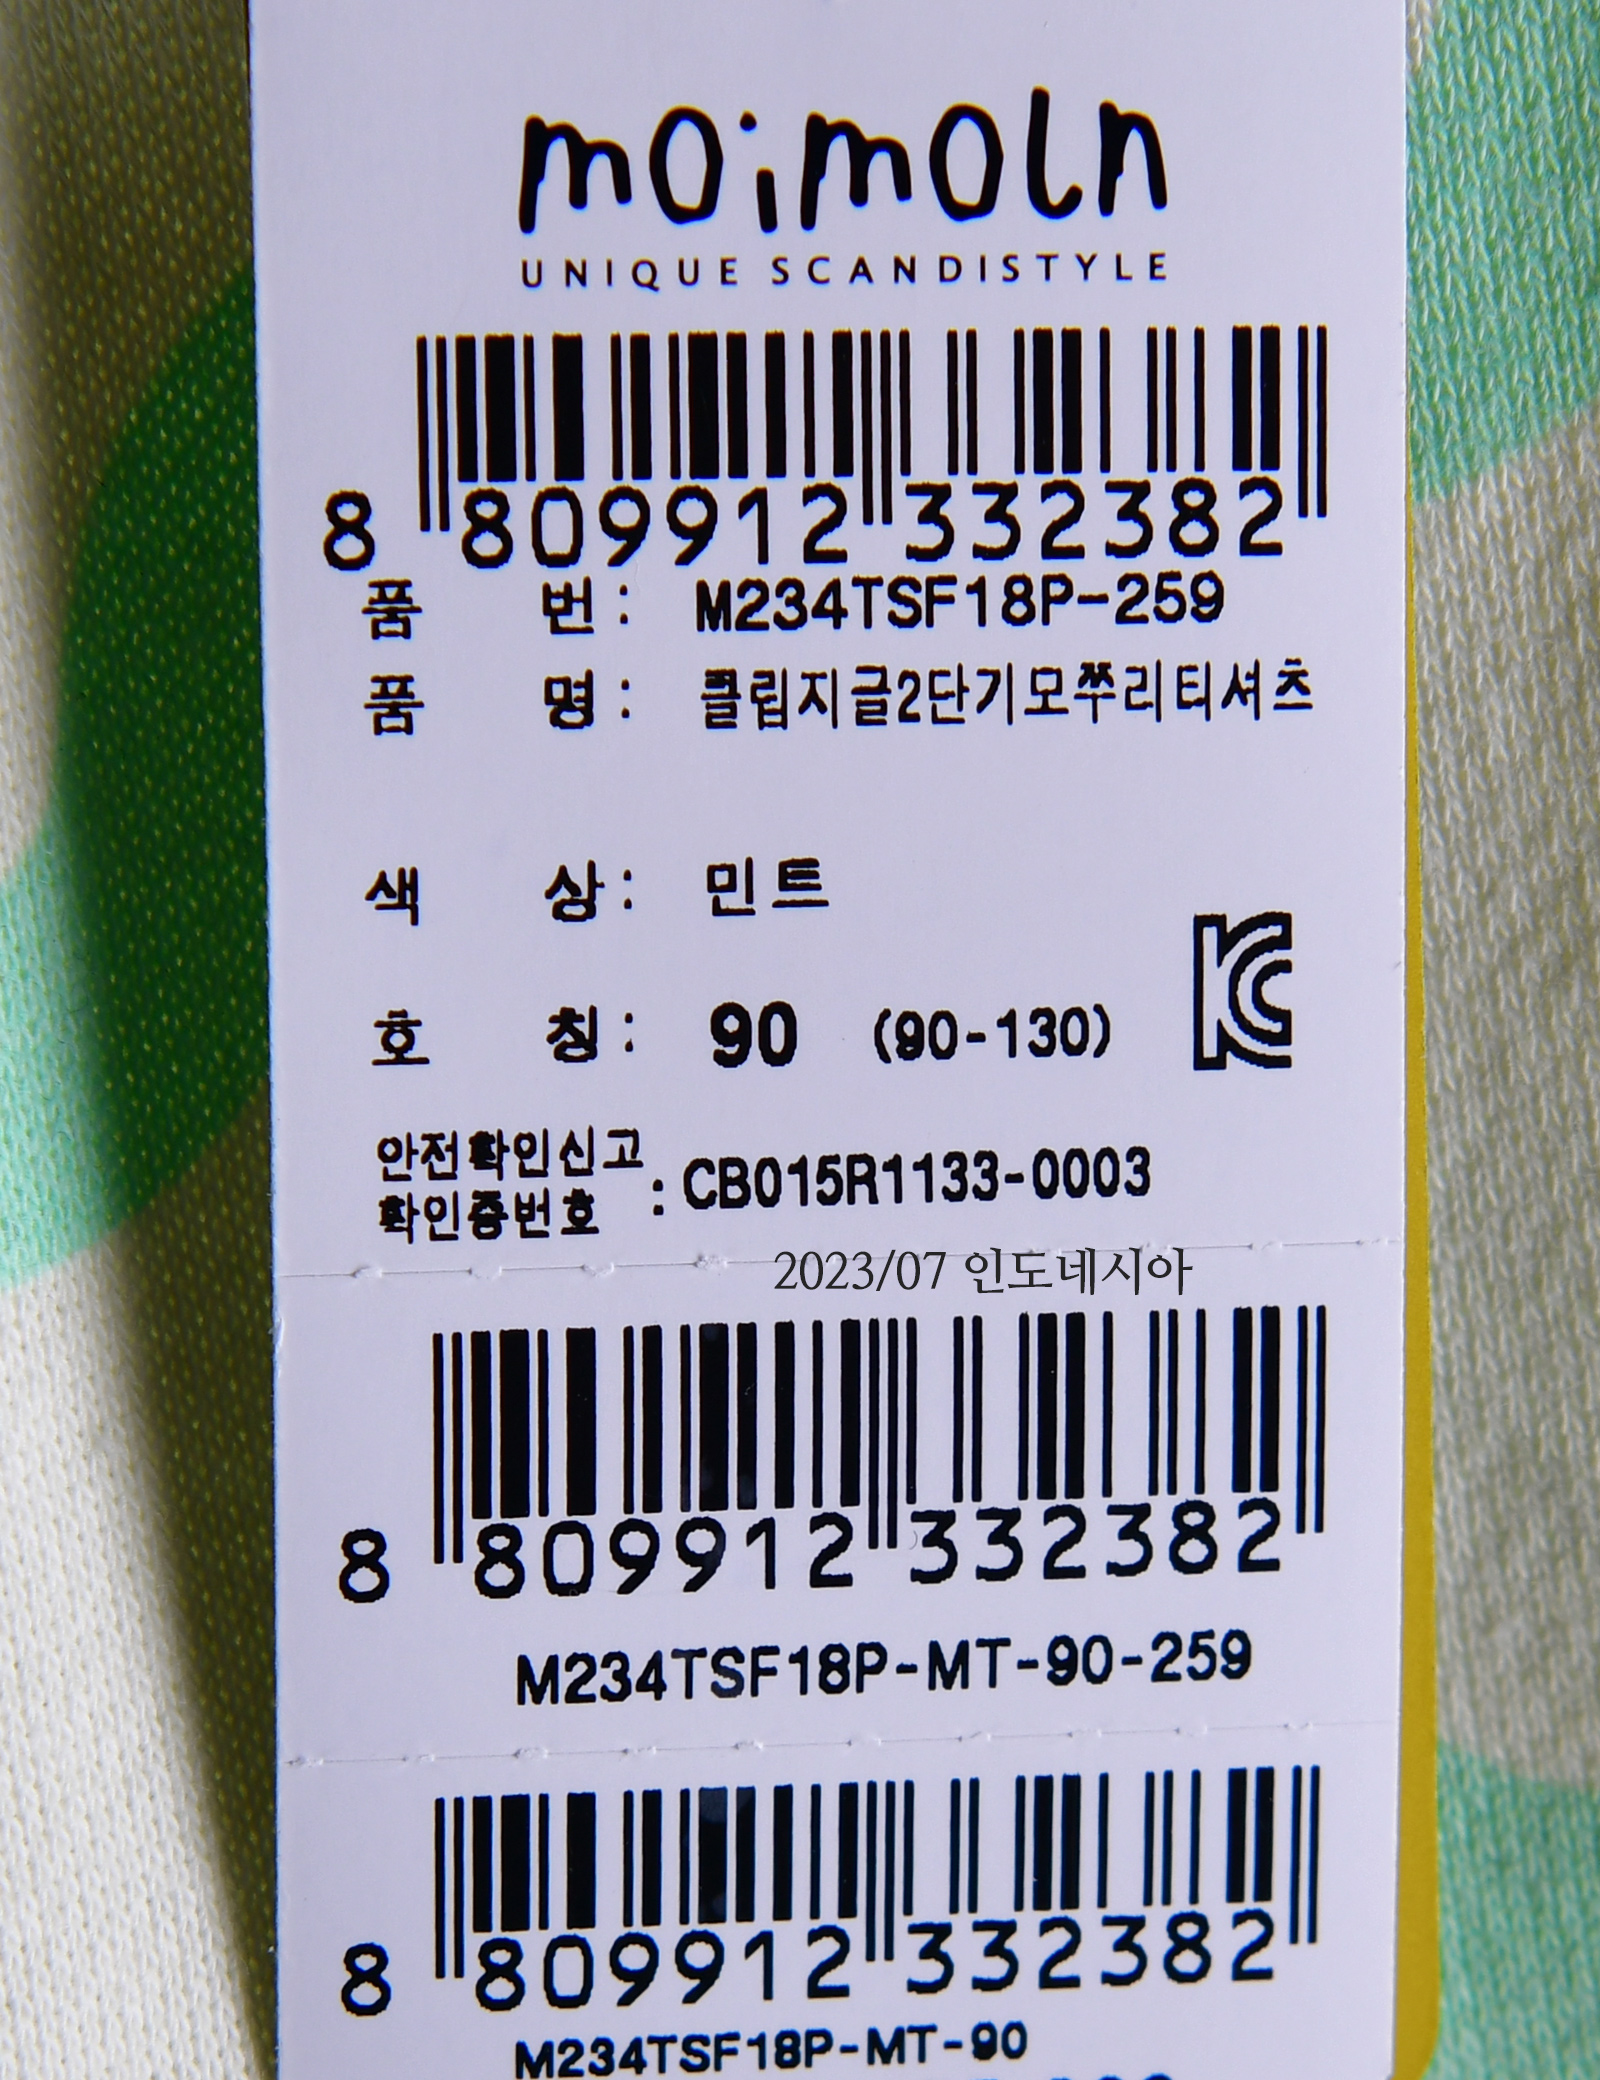 moimoln
UNIQUE SCANDISTYLE
8 809912 332382
품 번: M234TSF18P-259
품 명: 클립지글2단기모쭈리티셔츠
색 상: 민트
호 칭: 90 (90-130)
안전확인신고
확인증번호 : CB015R1133-0003
2023/07 인도네시아
8 809912 332382
M234TSF18P-MT-90-259
8 809912 332382
M234TSF18P-MT-90